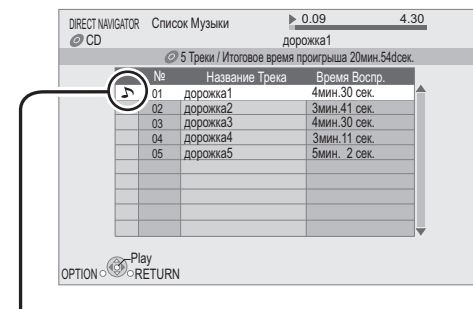 DIRECT NAVIGATOR Список Музыки 0.09 4.30
CD дорожка1
5 Треки / Итоговое время проигрыша 20мин.54dсек.
№ Название Трека Время Воспр.
01 дорожка1 4мин.30 сек.
02 дорожка2 3мин.41 сек.
03 дорожка3 4мин.30 сек.
04 дорожка4 3мин.11 сек.
05 дорожка5 5мин. 2 сек.
Play
OPTION RETURN